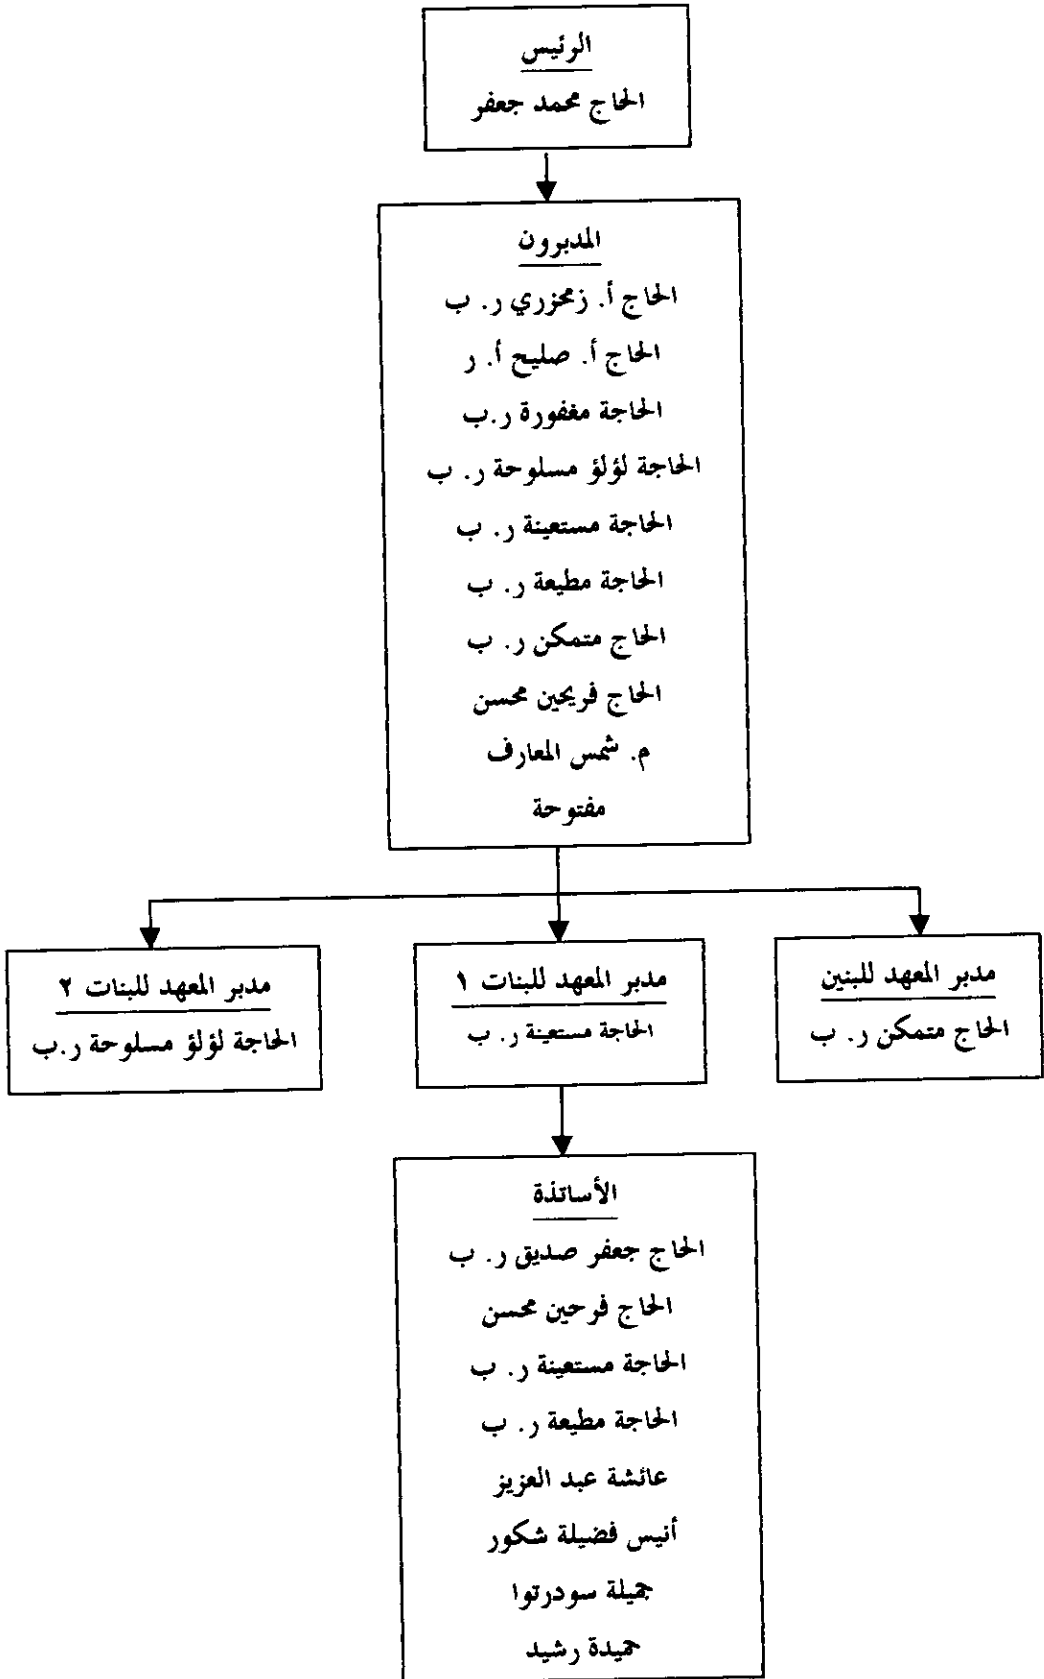 الرئيس
الحاج محمد جعفر
المدبرون
الحاج أ. زمحزري ر. ب
الحاج أ. صليح أ. ر
الحاجة مغفورة ر.ب
الحاجة لؤلؤ مسلوحة ر. ب
الحاجة مستعينة ر. ب
الحاجة مطيعة ر. ب
الحاج متمكن ر. ب
الحاج فريحين محسن
م. شمس المعارف
مفتوحة
مدبر المعهد للبنين
الحاج متمكن ر. ب
مدبر المعهد للبنات ١
الحاجة مستعينة ر. ب
مدبر المعهد للبنات ٢
الحاجة لؤلؤ مسلوحة ر.ب
الأساتذة
الحاج جعفر صديق ر. ب
الحاج فرحين محسن
الحاجة مستعينة ر. ب
الحاجة مطيعة ر. ب
عائشة عبد العزيز
أنيس فضيلة شكور
جميلة سودرتوا
حميدة رشيد